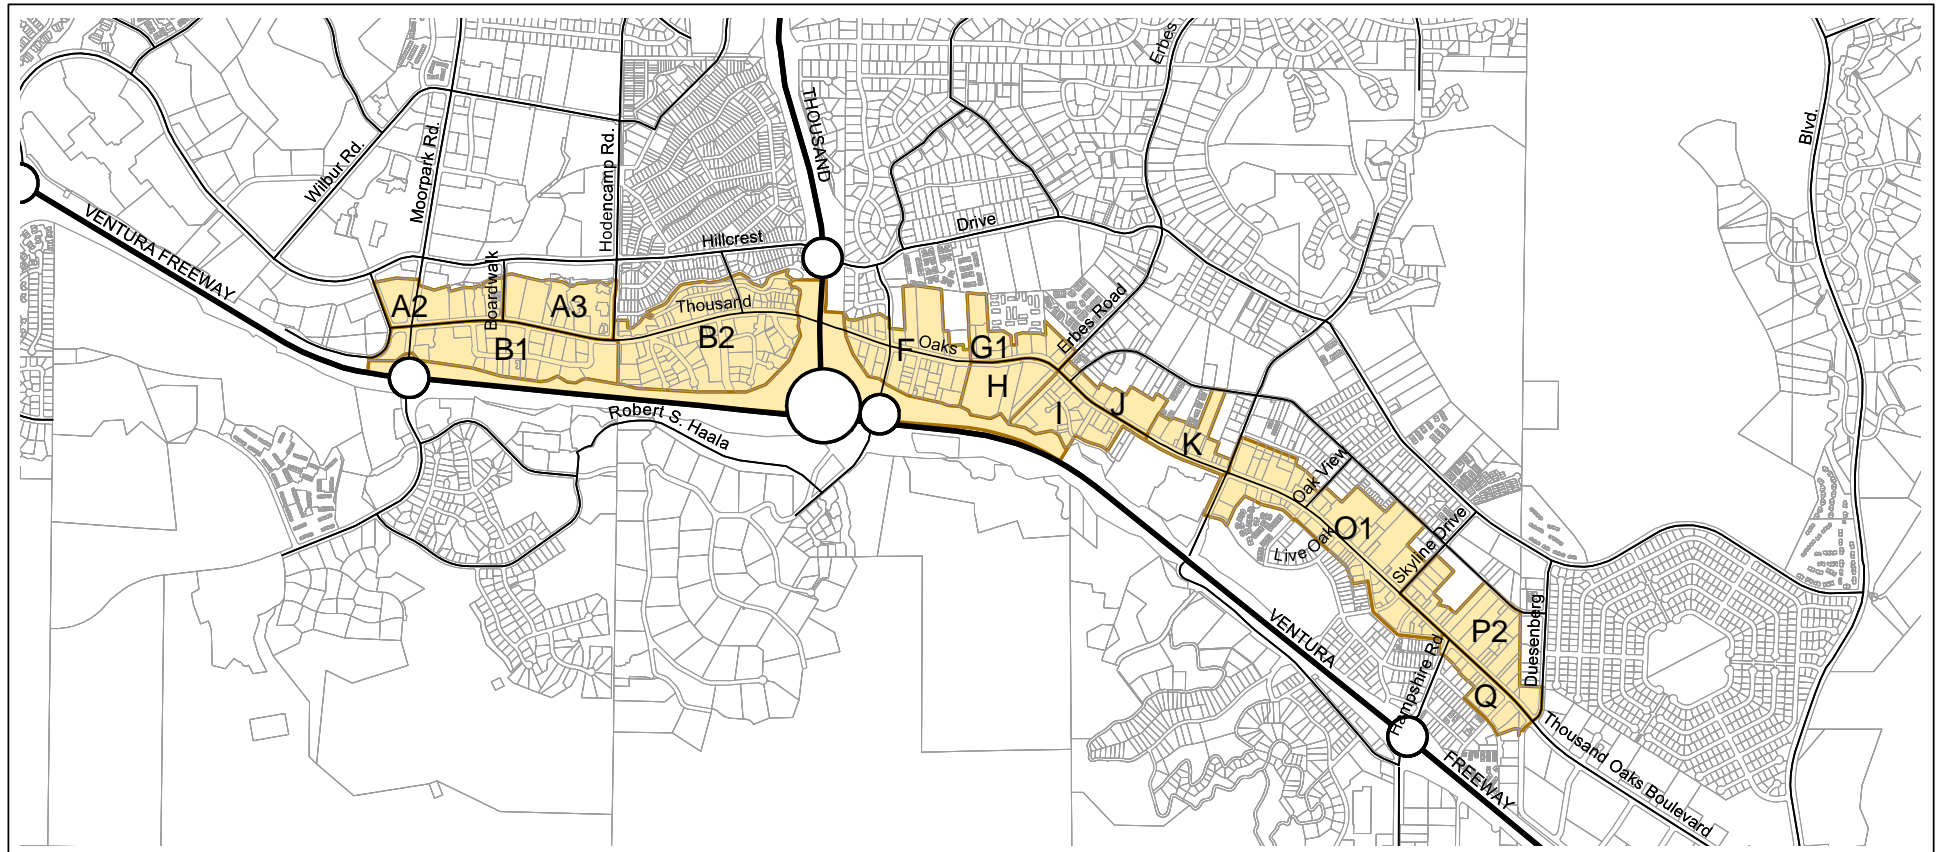 Erbes
THOUSAND
Blvd.
Wilbur Rd.
Moorpark Rd.
Hodencamp Rd.
VENTURA FREEWAY
Hillcrest
Drive
Boardwalk
A2
A3
Thousand
B1
B2
F
Oaks
G1
Erbes Road
H
I
J
K
Robert S. Haala
Oak View
Live Oak
O1
Skyline Drive
P2
Duesenberg
VENTURA
Hampshire Rd
Q
FREEWAY
Thousand Oaks Boulevard